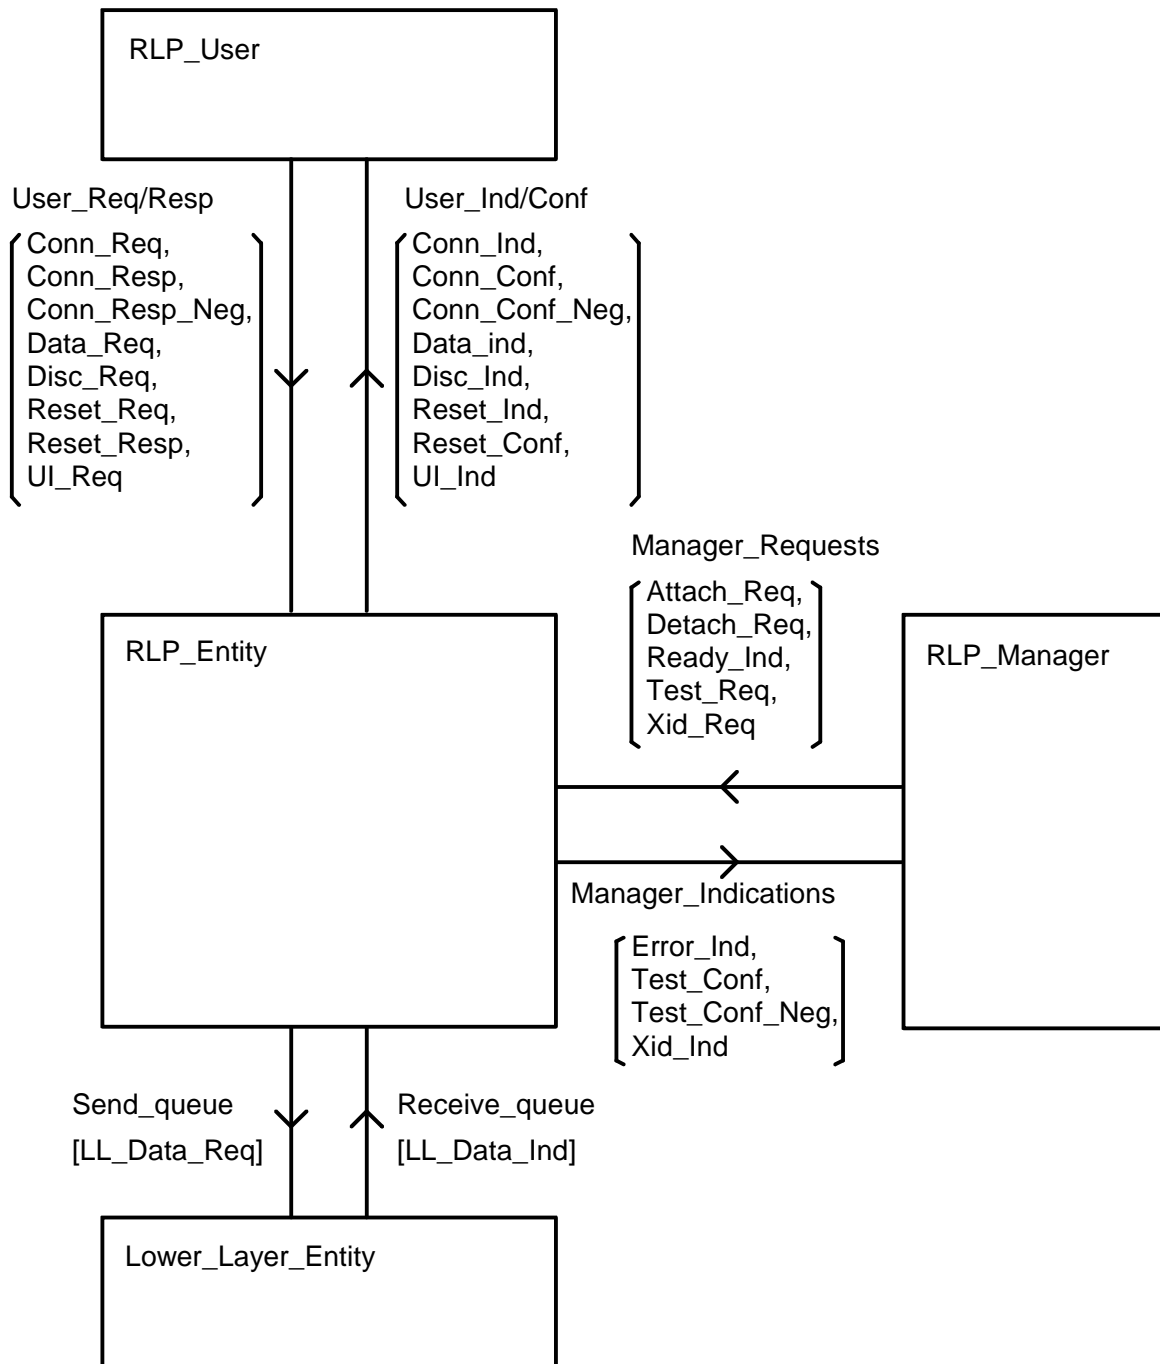 RLP_User
User_Req/Resp
Conn_Req,
Conn_Resp,
Conn_Resp_Neg,
Data_Req,
Disc_Req,
Reset_Req,
Reset_Resp,
UI_Req
User_Ind/Conf
Conn_Ind,
Conn_Conf,
Conn_Conf_Neg,
Data_ind,
Disc_Ind,
Reset_Ind,
Reset_Conf,
UI_Ind
Manager_Requests
Attach_Req,
Detach_Req,
Ready_Ind,
Test_Req,
Xid_Req
RLP_Entity
RLP_Manager
Manager_Indications
Error_Ind,
Test_Conf,
Test_Conf_Neg,
Xid_Ind
Send_queue
[LL_Data_Req]
Receive_queue
[LL_Data_Ind]
Lower_Layer_Entity